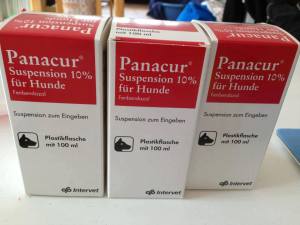 Panacur®
Panacur®
Suspension 10%
für Hunde
Fenbendazol
Suspension zum Eingeben
Plastikflasche
mit 100 ml
Intervet
Panacur®
Panacur®
Suspension 10%
für Hunde
Fenbendazol
Suspension zum Eingeben
Plastikflasche
mit 100 ml
Intervet
Panacur®
Suspension 10%
für Hunde
Fenbendazol
Suspension zum Eingeben
Plastikflasche
mit 100 ml
Intervet